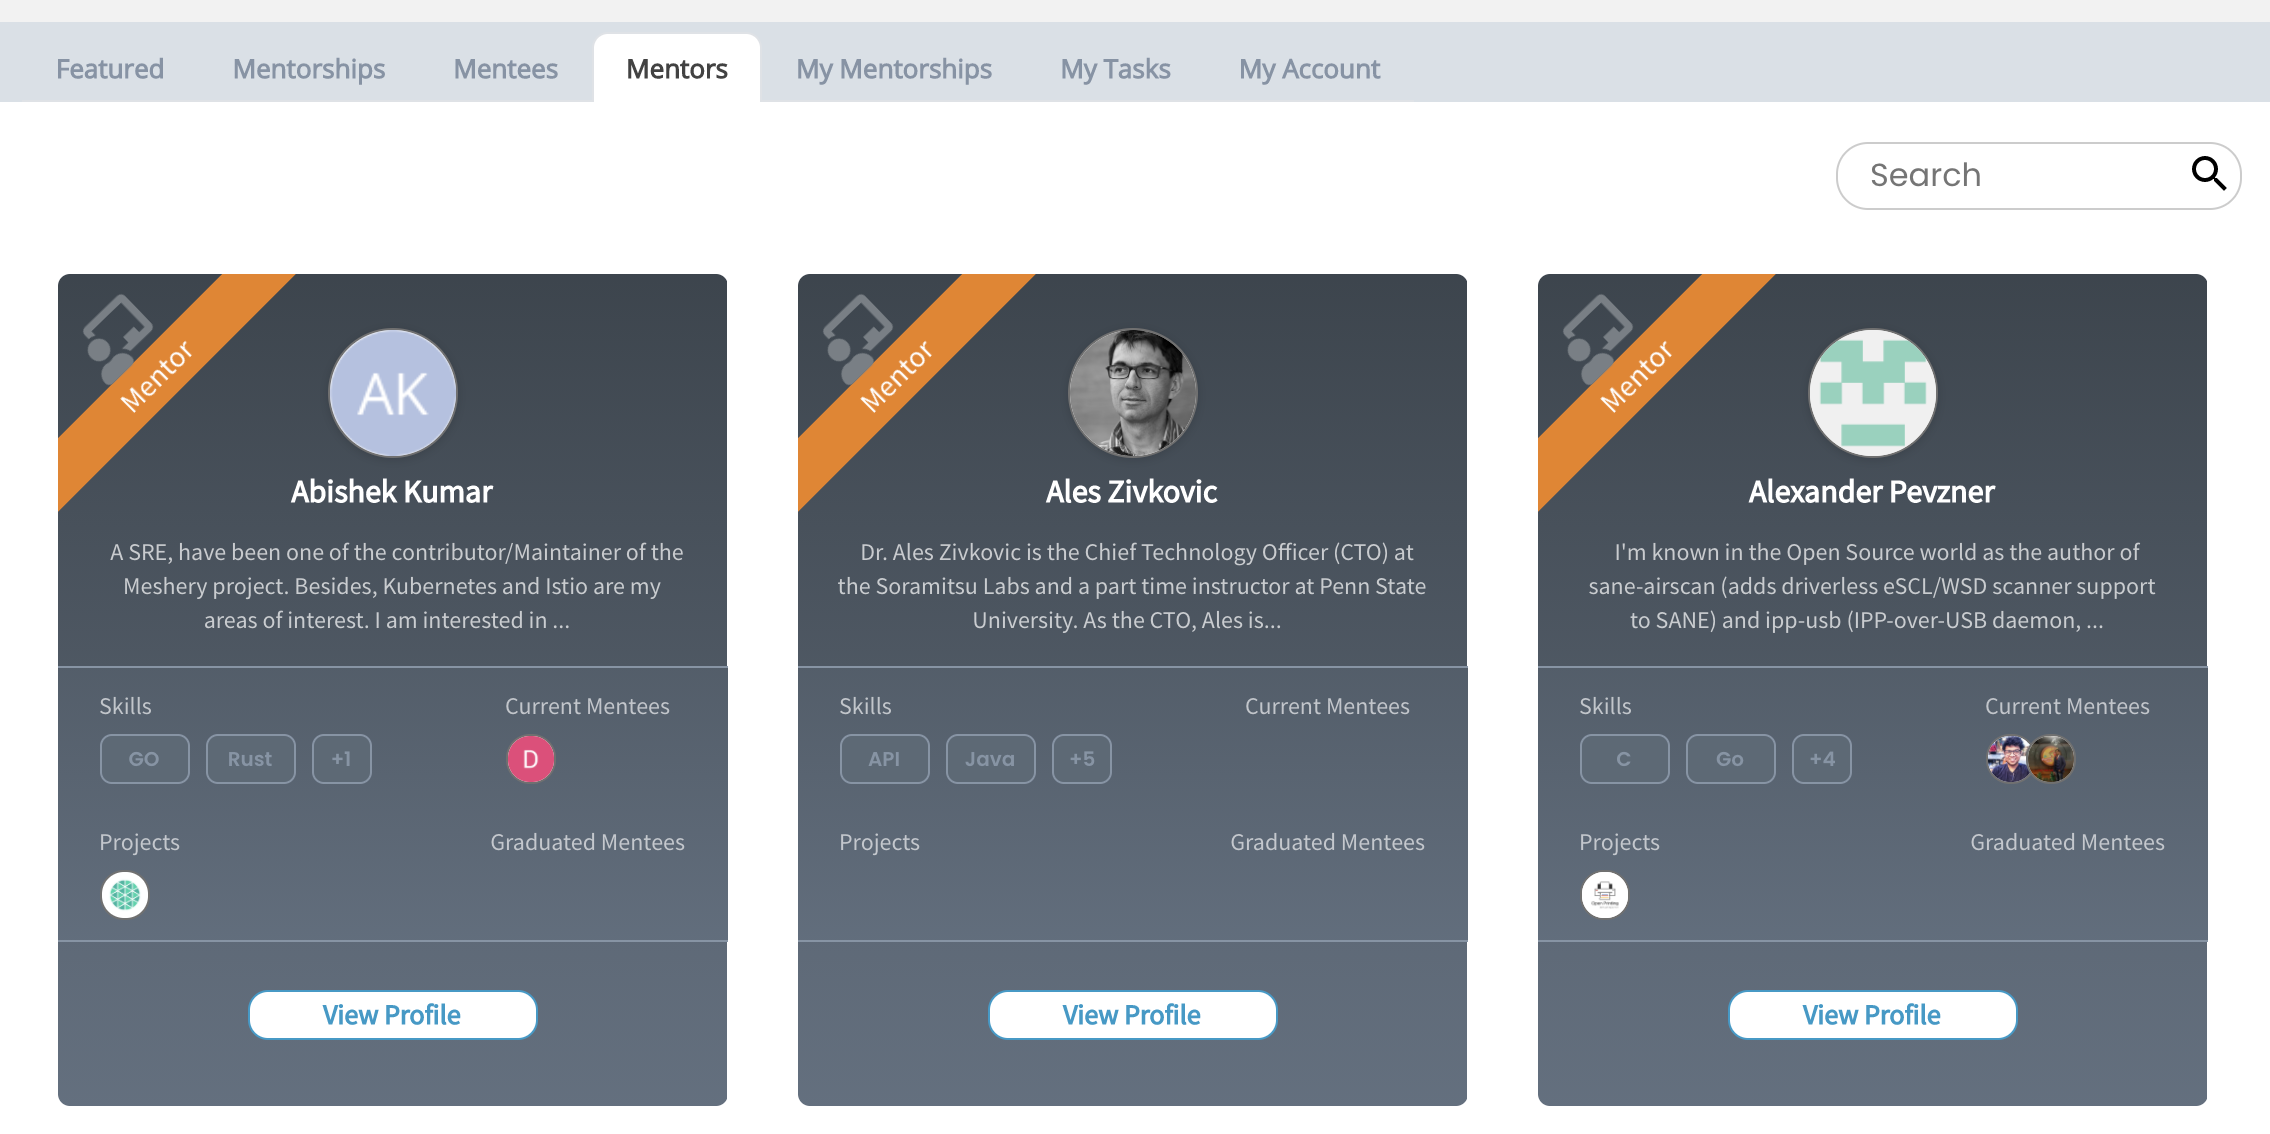 Featured Mentorships Mentees Mentors My Mentorships My Tasks My Account
Search
Mentor
AK
Abishek Kumar
A SRE, have been one of the contributor/Maintainer of the
Meshery project. Besides, Kubernetes and Istio are my
areas of interest. I am interested in ...
Skills
GO Rust +1
Current Mentees
D
Projects
Graduated Mentees
View Profile
Mentor
Ales Zivkovic
Dr. Ales Zivkovic is the Chief Technology Officer (CTO) at
the Soramitsu Labs and a part time instructor at Penn State
University. As the CTO, Ales is...
Skills
API Java +5
Current Mentees
Projects
Graduated Mentees
View Profile
Mentor
Alexander Pevzner
I'm known in the Open Source world as the author of
sane-airscan (adds driverless eSCL/WSD scanner support
to SANE) and ipp-usb (IPP-over-USB daemon, ...
Skills
C Go +4
Current Mentees
Projects
Graduated Mentees
View Profile